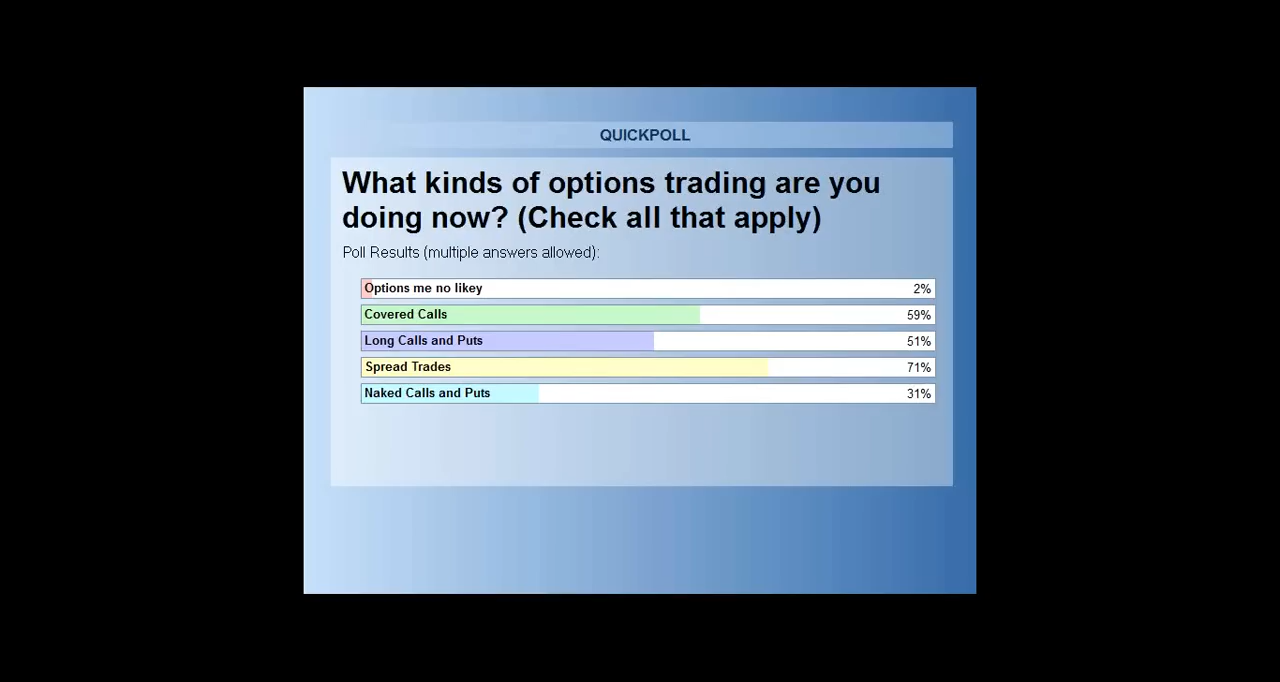 QUICKPOLL
What kinds of options trading are you
doing now? (Check all that apply)
Poll Results (multiple answers allowed):
Options me no likey 2%
Covered Calls 59%
Long Calls and Puts 51%
Spread Trades 71%
Naked Calls and Puts 31%